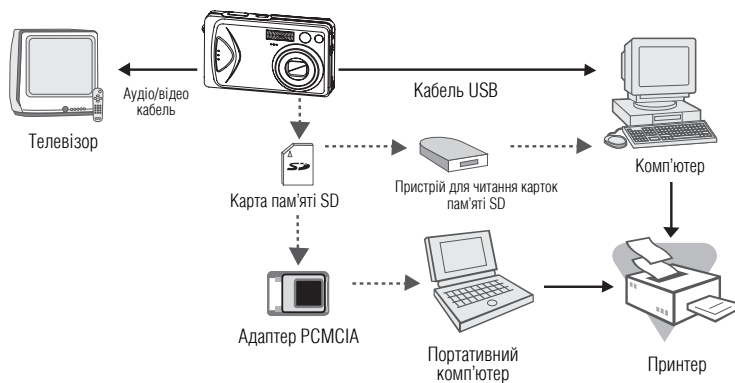 Аудіо/відео
кабель
Кабель USB
Телевізор
Комп'ютер
SD
Карта пам'яті SD
Пристрій для читання карток
пам'яті SD
Адаптер PCMCIA
Портативний
комп'ютер
Принтер